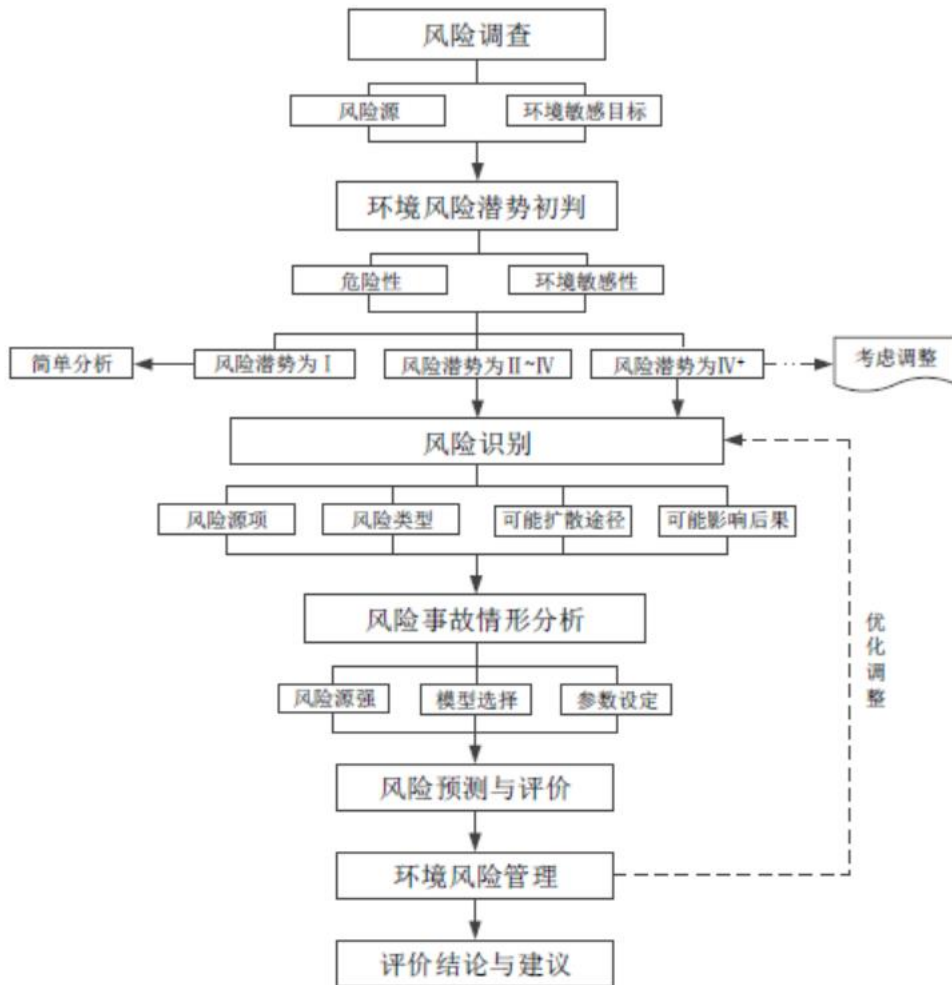 风险调查
风险源
环境敏感目标
环境风险潜势初判
危险性
环境敏感性
简单分析
风险潜势为Ⅰ
风险潜势为Ⅱ~Ⅳ
风险潜势为Ⅳ+
考虑调整
风险识别
风险源项
风险类型
可能扩散途径
可能影响后果
风险事故情形分析
风险源强
模型选择
参数设定
优化调整
风险预测与评价
环境风险管理
评价结论与建议